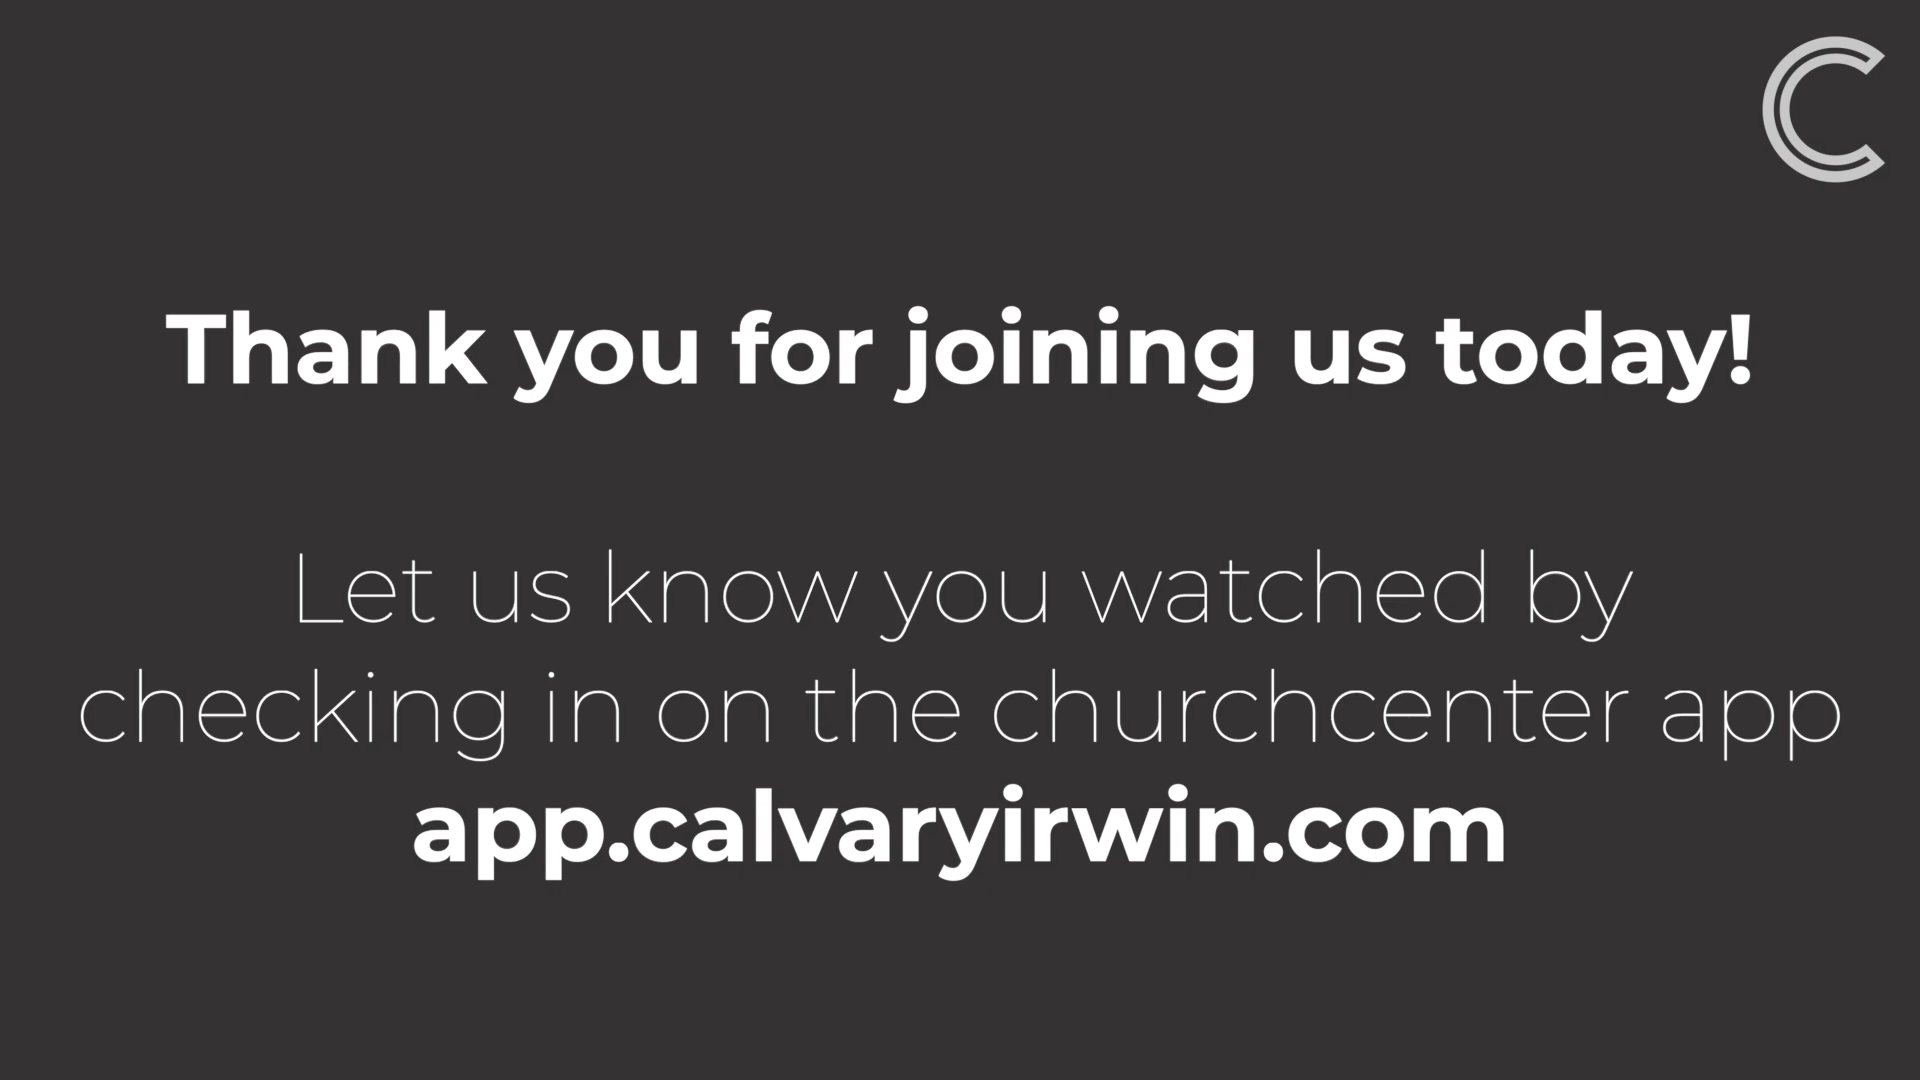 C
Thank you for joining us today!
Let us know you watched by
checking in on the churchcenter app
app.calvaryirwin.com